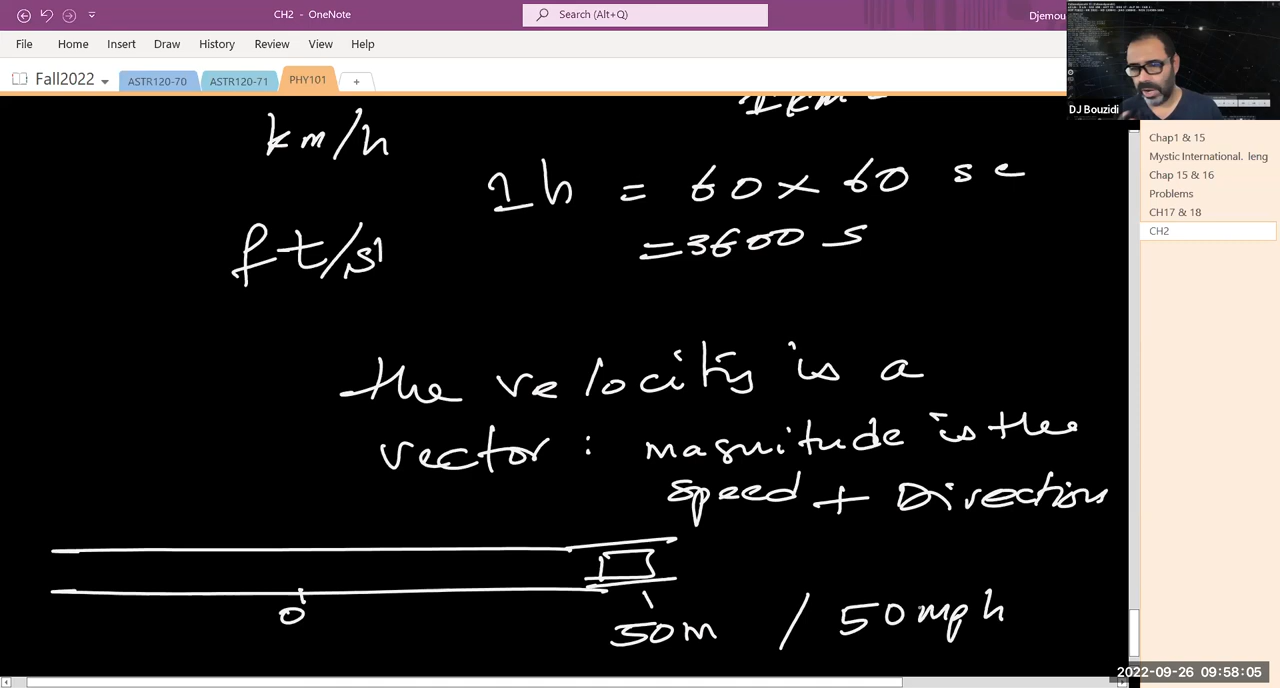 CH2 - OneNote
Search (Alt+Q)
Djemou
File Home Insert Draw History Review View Help
Fall2022
ASTR120-70
ASTR120-71
PHY101
+
DJ Bouzidi
Chap1 & 15
Mystic International. leng
Chap 15 & 16
Problems
CH17 & 18
CH2
1km =
km/h
1h = 60 x 60 se
= 3600 s
ft/s
the velocity is a
vector : magnitude is the
speed + Direction
0
50m / 50mph
2022-09-26 09:58:05